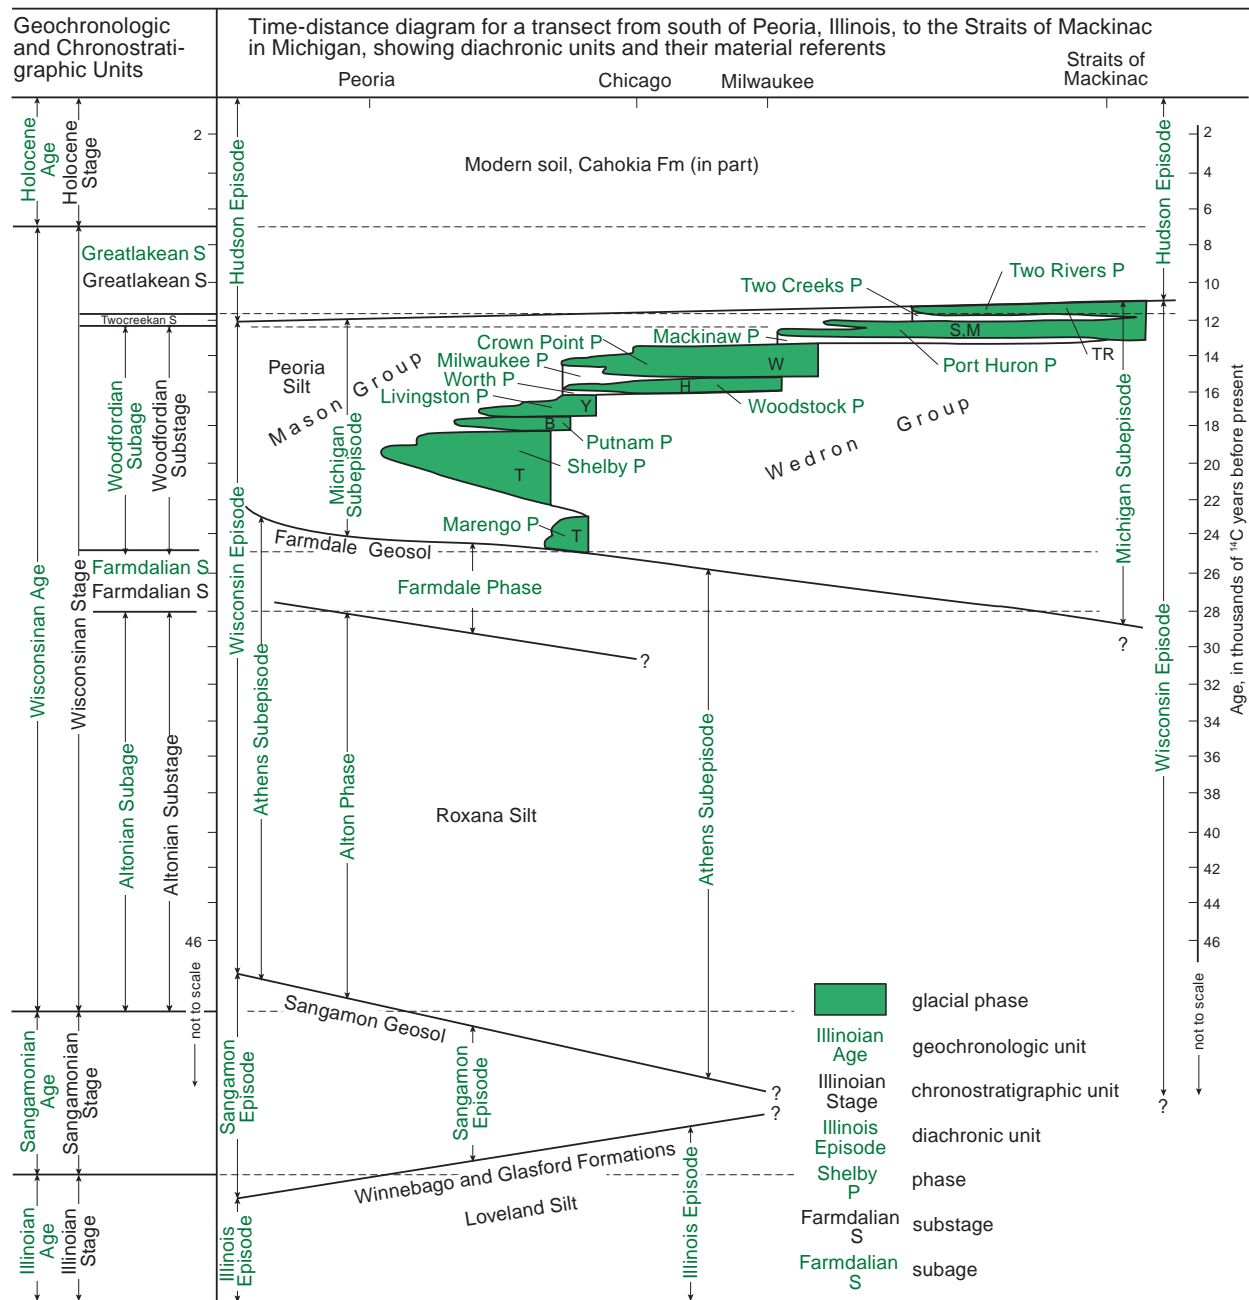 Geochronologic
and Chronostrati-
graphic Units
Time-distance diagram for a transect from south of Peoria, Illinois, to the Straits of Mackinac
in Michigan, showing diachronic units and their material referents
Peoria
Chicago
Milwaukee
Straits of
Mackinac
Holocene
Age
Holocene
Stage
2
Hudson Episode
Modern soil, Cahokia Fm (in part)
Hudson Episode
2
4
6
8
10
12
14
16
18
20
22
24
26
28
30
32
34
36
38
40
42
44
46
Age, in thousands of ¹⁴C years before present
not to scale
Greatlakean S
Greatlakean S
Twocreekan S
Two Creeks P
Two Rivers P
Mackinaw P
S.M
TR
Port Huron P
Crown Point P
Milwaukee P
Worth P
Livingston P
W
H
Woodstock P
Y
B
Putnam P
Shelby P
T
Marengo P
T
Peoria
Silt
Mason Group
Wedron Group
Michigan
Subepisode
Michigan Subepisode
Woodfordian
Subage
Woodfordian
Substage
Farmdale Geosol
Farmdalian S
Farmdalian S
Farmdale Phase
?
?
Wisconsinan Age
Wisconsinan Stage
Wisconsin Episode
Wisconsin Episode
Athens Subepisode
Alton Phase
Athens Subepisode
Altonian Subage
Altonian Substage
Roxana Silt
46
not to scale
Sangamon Geosol
Sangamonian
Age
Sangamonian
Stage
Sangamon
Episode
Sangamon
Episode
?
?
?
Winnebago and Glasford Formations
Loveland Silt
Illinoian
Age
Illinoian
Stage
Illinois
Episode
Illinois Episode
glacial phase
Illinoian
Age
geochronologic unit
Illinoian
Stage
chronostratigraphic unit
Illinois
Episode
diachronic unit
Shelby
P
phase
Farmdalian
S
substage
Farmdalian
S
subage